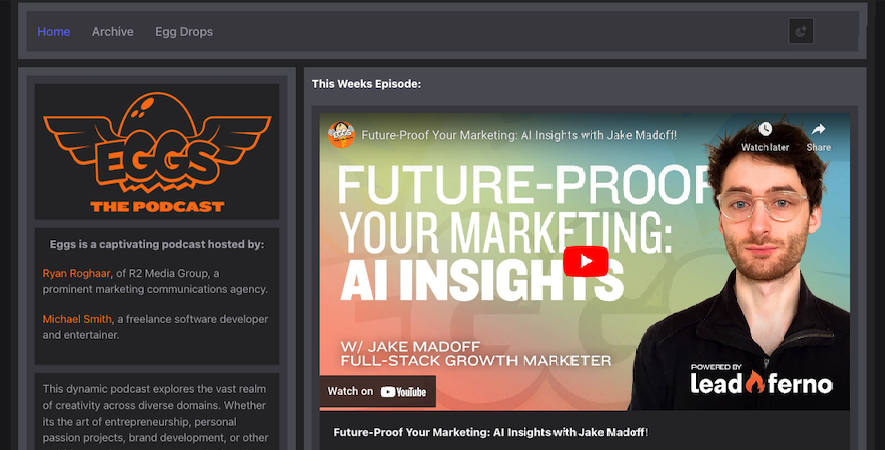 Home Archive Egg Drops
EGGS
THE PODCAST
Eggs is a captivating podcast hosted by:
Ryan Roghaar, of R2 Media Group, a
prominent marketing communications agency.
Michael Smith, a freelance software developer
and entertainer.
This dynamic podcast explores the vast realm
of creativity across diverse domains. Whether
its the art of entrepreneurship, personal
passion projects, brand development, or other
This Weeks Episode:
EGGS
Future-Proof Your Marketing: AI Insights with Jake Madoff!
Watch later
Share
FUTURE-PROOF
YOUR MARKETING:
AI INSIGHTS
W/ JAKE MADOFF
FULL-STACK GROWTH MARKETER
POWERED BY
leadferno
Watch on YouTube
Future-Proof Your Marketing: AI Insights with Jake Madoff!